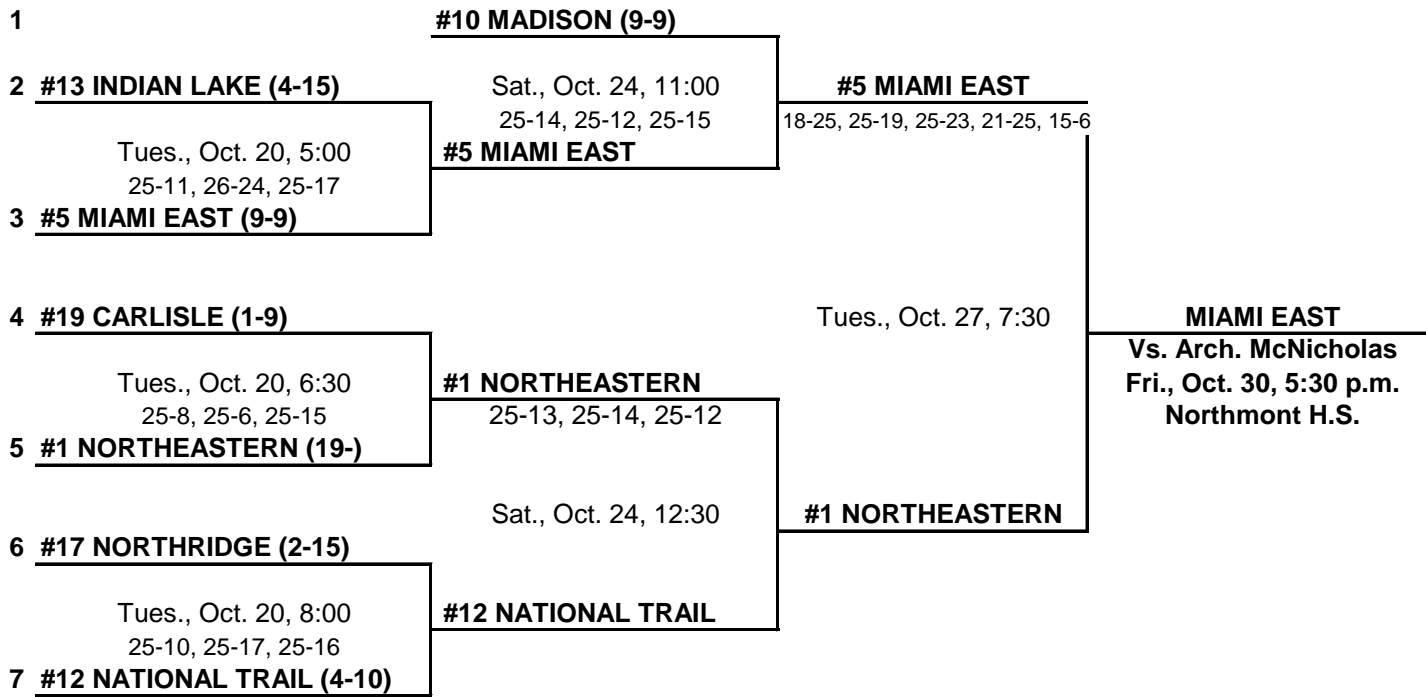 1 #10 MADISON (9-9)
2 #13 INDIAN LAKE (4-15) Sat., Oct. 24, 11:00 #5 MIAMI EAST
25-14, 25-12, 25-15 18-25, 25-19, 25-23, 21-25, 15-6
Tues., Oct. 20, 5:00 #5 MIAMI EAST
25-11, 26-24, 25-17
3 #5 MIAMI EAST (9-9)
4 #19 CARLISLE (1-9) Tues., Oct. 27, 7:30 MIAMI EAST
Vs. Arch. McNicholas
Tues., Oct. 20, 6:30 #1 NORTHEASTERN Fri., Oct. 30, 5:30 p.m.
25-8, 25-6, 25-15 25-13, 25-14, 25-12 Northmont H.S.
5 #1 NORTHEASTERN (19-)
Sat., Oct. 24, 12:30 #1 NORTHEASTERN
6 #17 NORTHRIDGE (2-15)
Tues., Oct. 20, 8:00 #12 NATIONAL TRAIL
25-10, 25-17, 25-16
7 #12 NATIONAL TRAIL (4-10)